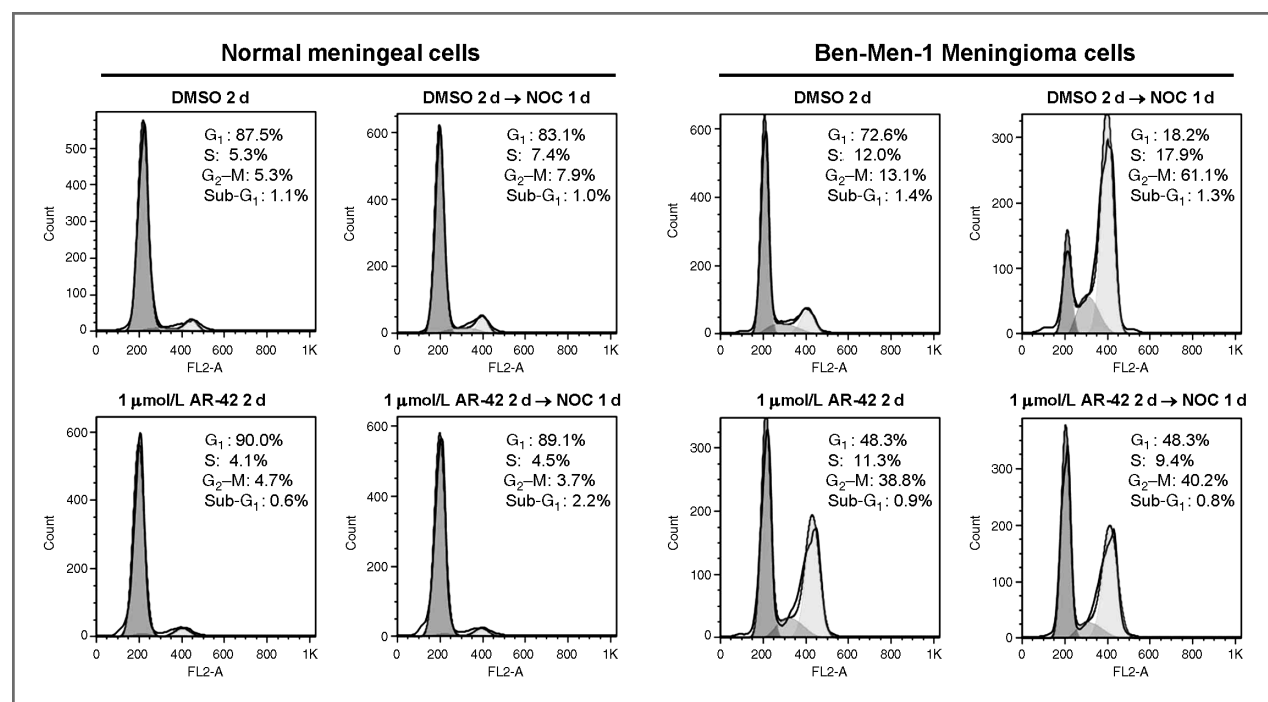 Normal meningeal cells
Ben-Men-1 Meningioma cells
DMSO 2 d
G1 : 87.5%
S: 5.3%
G2–M: 5.3%
Sub-G1 : 1.1%
Count
500
400
300
200
100
0
0 200 400 600 800 1K
FL2-A
DMSO 2 d → NOC 1 d
G1 : 83.1%
S: 7.4%
G2–M: 7.9%
Sub-G1 : 1.0%
Count
600
400
200
0
0 200 400 600 800 1K
FL2-A
DMSO 2 d
G1 : 72.6%
S: 12.0%
G2–M: 13.1%
Sub-G1 : 1.4%
Count
600
400
200
0
0 200 400 600 800 1K
FL2-A
DMSO 2 d → NOC 1 d
G1 : 18.2%
S: 17.9%
G2–M: 61.1%
Sub-G1 : 1.3%
Count
300
200
100
0
0 200 400 600 800 1K
FL2-A
1 μmol/L AR-42 2 d
G1 : 90.0%
S: 4.1%
G2–M: 4.7%
Sub-G1 : 0.6%
Count
600
400
200
0
0 200 400 600 800 1K
FL2-A
1 μmol/L AR-42 2 d → NOC 1 d
G1 : 89.1%
S: 4.5%
G2–M: 3.7%
Sub-G1 : 2.2%
Count
600
400
200
0
0 200 400 600 800 1K
FL2-A
1 μmol/L AR-42 2 d
G1 : 48.3%
S: 11.3%
G2–M: 38.8%
Sub-G1 : 0.9%
Count
300
200
100
0
0 200 400 600 800 1K
FL2-A
1 μmol/L AR-42 2 d → NOC 1 d
G1 : 48.3%
S: 9.4%
G2–M: 40.2%
Sub-G1 : 0.8%
Count
300
200
100
0
0 200 400 600 800 1K
FL2-A